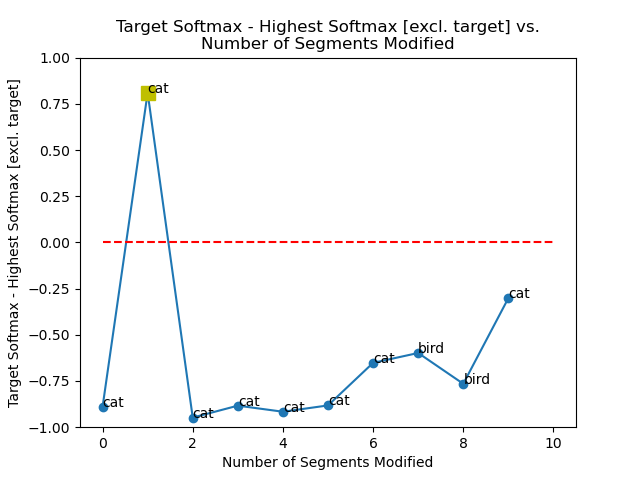 Target Softmax - Highest Softmax [excl. target] vs.
Number of Segments Modified
Target Softmax - Highest Softmax [excl. target]
1.00
0.75
0.50
0.25
0.00
−0.25
−0.50
−0.75
−1.00
cat
cat
cat
cat
cat
cat
cat
bird
bird
cat
0 2 4 6 8 10
Number of Segments Modified